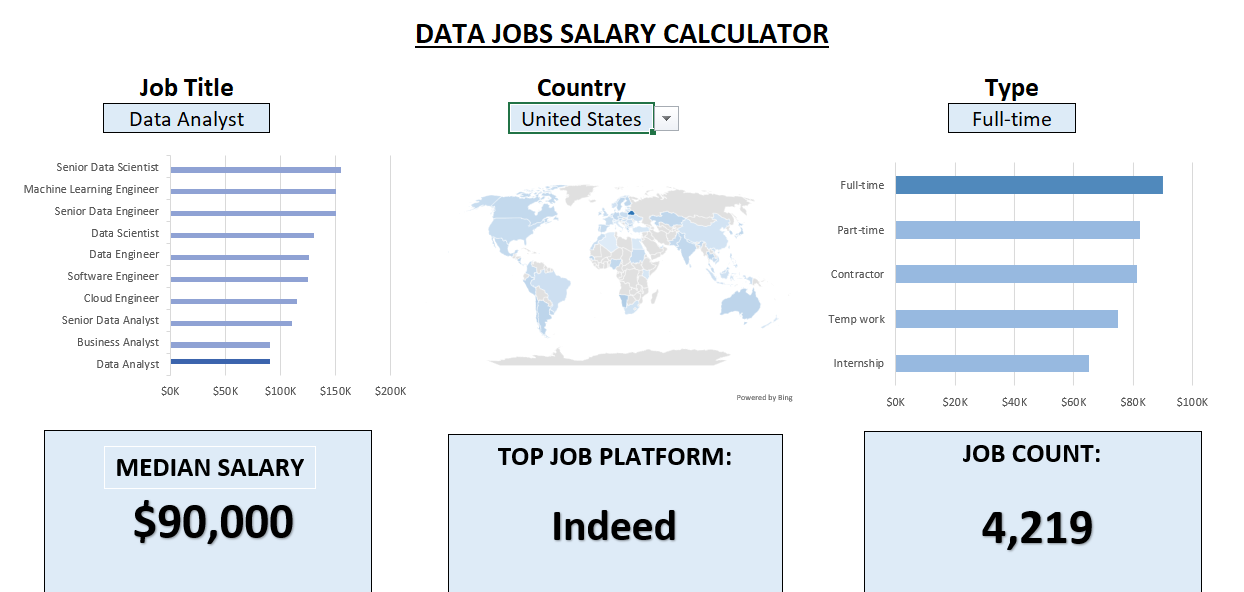 DATA JOBS SALARY CALCULATOR
Job Title
Data Analyst
Country
United States
Type
Full-time
Senior Data Scientist
Machine Learning Engineer
Senior Data Engineer
Data Scientist
Data Engineer
Software Engineer
Cloud Engineer
Senior Data Analyst
Business Analyst
Data Analyst
$0K $50K $100K $150K $200K
Powered by Bing
Full-time
Part-time
Contractor
Temp work
Internship
$0K $20K $40K $60K $80K $100K
MEDIAN SALARY
$90,000
TOP JOB PLATFORM:
Indeed
JOB COUNT:
4,219